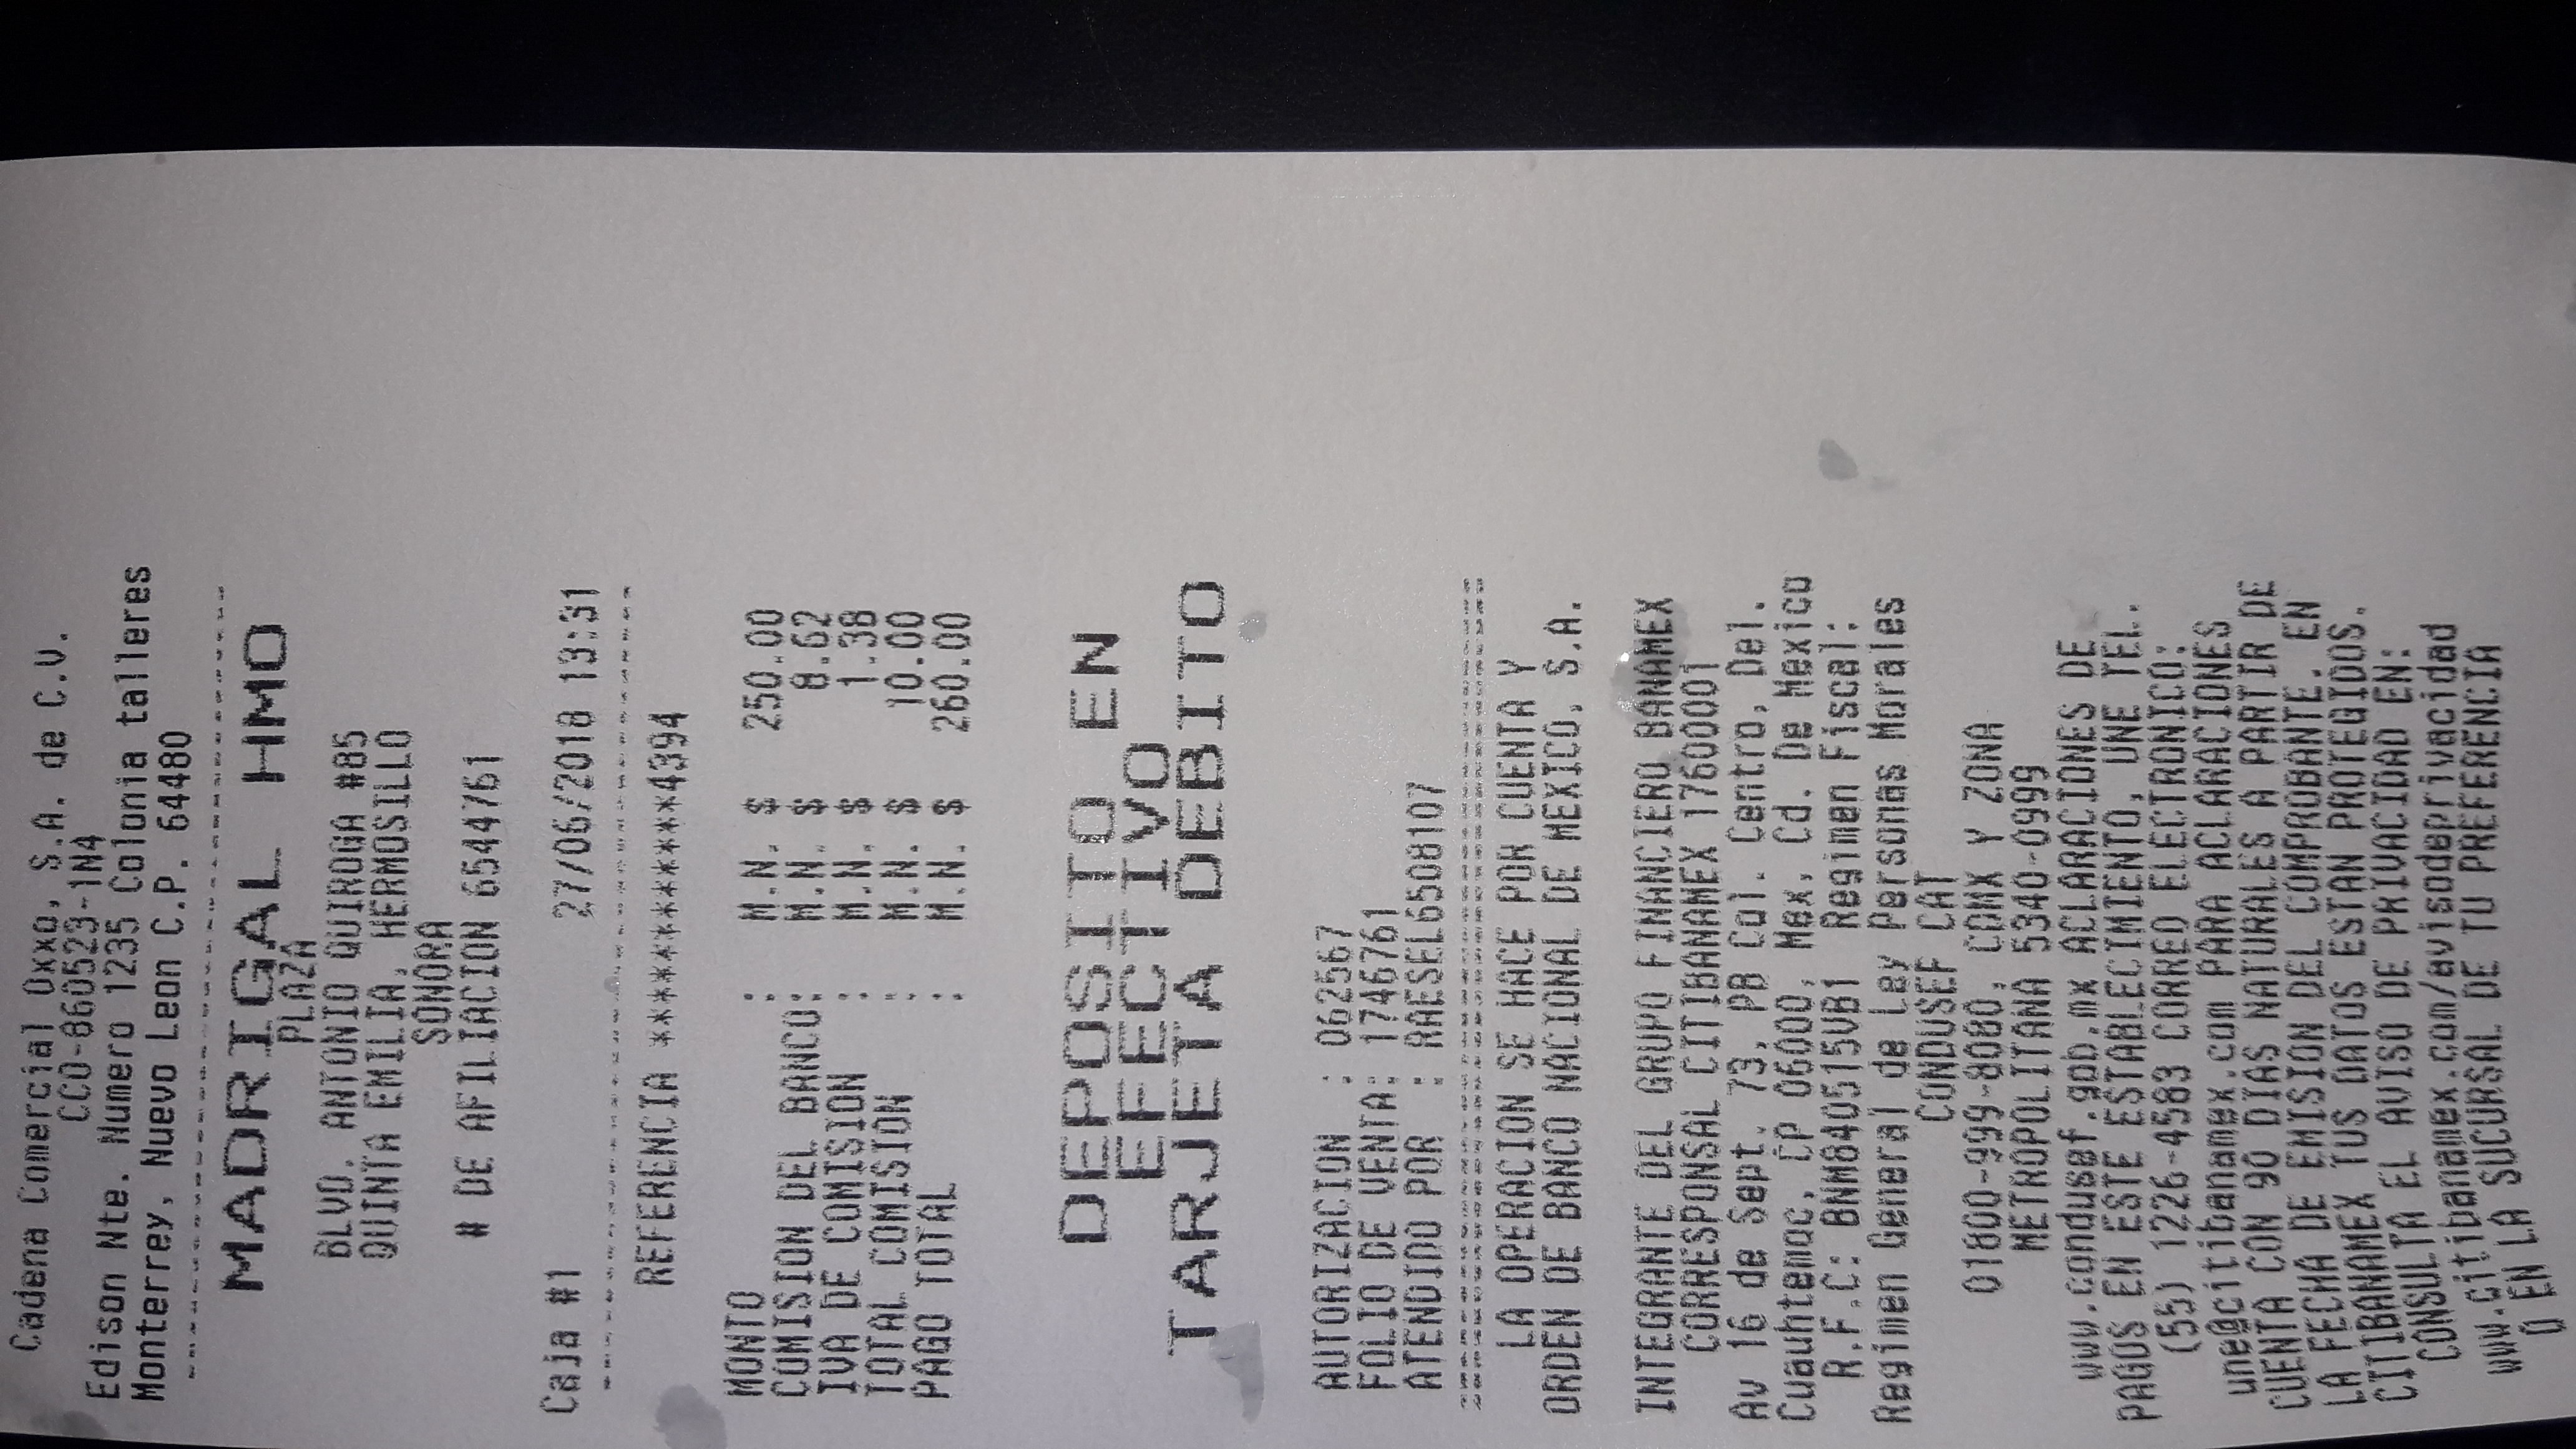 Cadena Comercial Oxxo, S.A. de C.V.
CCO-860523-1N4
Edison Nte. Numero 1235 Colonia talleres
Monterrey, Nuevo Leon C.P. 64480
MADRIGAL HMO
PLAZA
BLVD. ANTONIO QUIROGA #85
QUINTA EMILIA, HERMOSILLO
SONORA
# DE AFILIACION 6544761
Caja #1 27/06/2018 13:31
REFERENCIA ************4394
MONTO : M.N. $ 250.00
COMISION DEL BANCO: M.N. $ 8.62
IVA DE COMISION : M.N. $ 1.38
TOTAL COMISION : M.N. $ 10.00
PAGO TOTAL : M.N. $ 260.00
DEPOSITO EN
EFECTIVO
TARJETA DEBITO
AUTORIZACION : 062567
FOLIO DE VENTA: 1746761
ATENDIDO POR : RAESEL6508107
LA OPERACION SE HACE POR CUENTA Y
ORDEN DE BANCO NACIONAL DE MEXICO, S.A.
INTEGRANTE DEL GRUPO FINANCIERO BANAMEX
CORRESPONSAL CITIBANAMEX 17600001
Av 16 de Sept. 73, PB Col. Centro, Del.
Cuauhtemoc, CP 06000, Mex, Cd. De Mexico
R.F.C: BNM840515VB1 Regimen Fiscal:
Regimen General de Ley Personas Morales
CONDUSEF CAT
01800-999-8080, CDMX Y ZONA
METROPOLITANA 5340-0999
www.condusef.gob.mx ACLARACIONES DE
PAGOS EN ESTE ESTABLECIMIENTO, UNE TEL.
(55) 1226-4583 CORREO ELECTRONICO:
une@citibanamex.com PARA ACLARACIONES
CUENTA CON 90 DIAS NATURALES A PARTIR DE
LA FECHA DE EMISION DEL COMPROBANTE. EN
CITIBANAMEX TUS DATOS ESTAN PROTEGIDOS.
CONSULTA EL AVISO DE PRIVACIDAD EN:
www.citibanamex.com/avisodeprivacidad
O EN LA SUCURSAL DE TU PREFERENCIA